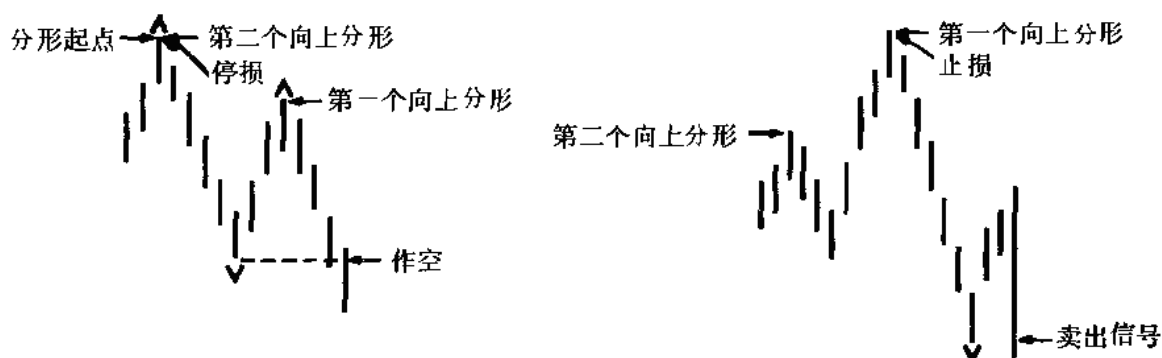 分形起点
第二个向上分形
停损
第一个向上分形
作空
第一个向上分形
止损
第二个向上分形
卖出信号